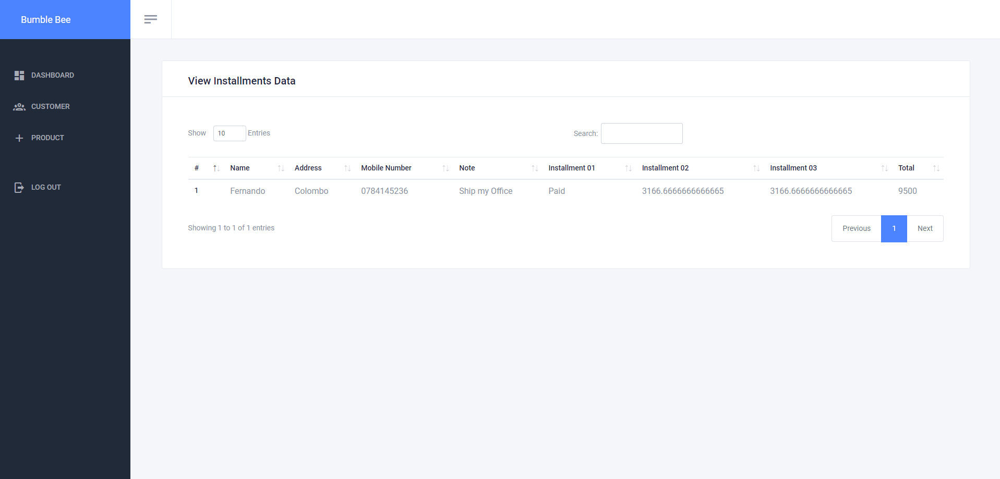 Bumble Bee
DASHBOARD
CUSTOMER
PRODUCT
LOG OUT
View Installments Data
Show 10 Entries
Search:
# Name Address Mobile Number Note Installment 01 Installment 02 Installment 03 Total
1 Fernando Colombo 0784145236 Ship my Office Paid 3166.6666666666665 3166.6666666666665 9500
Showing 1 to 1 of 1 entries
Previous 1 Next